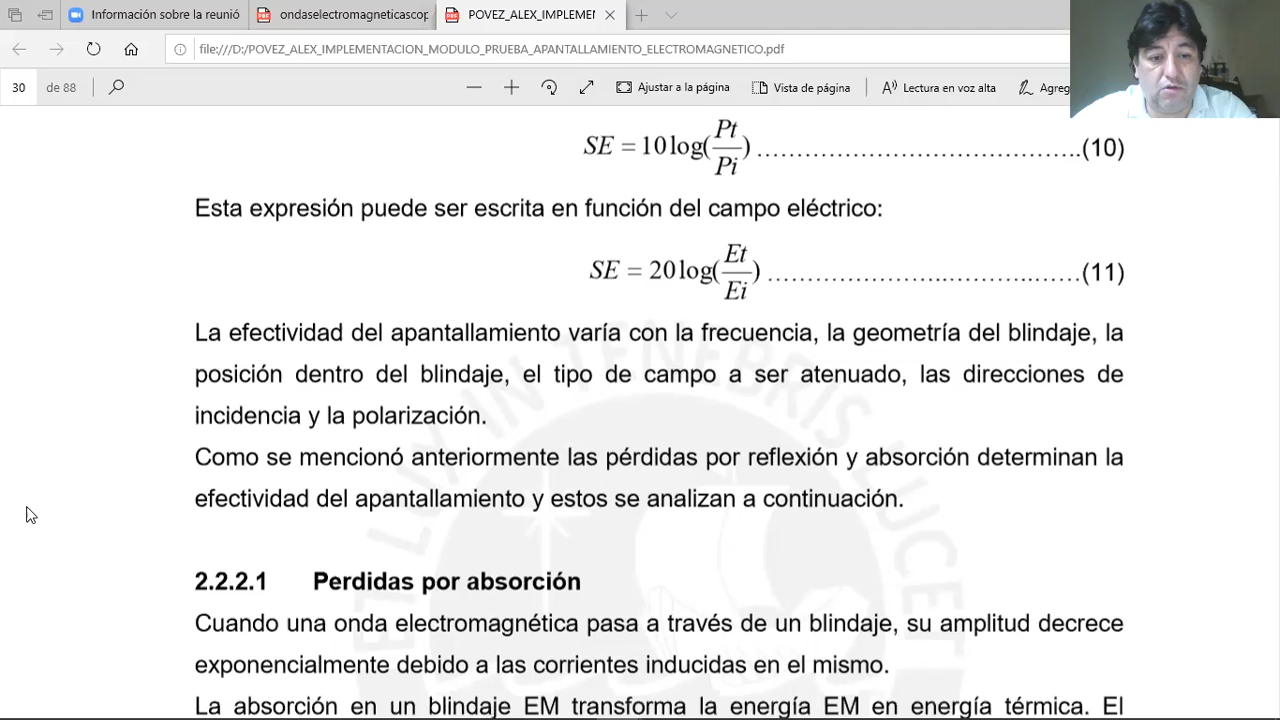 Información sobre la reunió
ondaselectromagneticascop
POVEZ_ALEX_IMPLEMEN
file:///D:/POVEZ_ALEX_IMPLEMENTACION_MODULO_PRUEBA_APANTALLAMIENTO_ELECTROMAGNETICO.pdf
30 de 88
Ajustar a la página
Vista de página
Lectura en voz alta
Agreg
SE = 10 log(Pt/Pi) ……………………………………(10)
Esta expresión puede ser escrita en función del campo eléctrico:
SE = 20 log(Et/Ei) ……………………………………(11)
La efectividad del apantallamiento varía con la frecuencia, la geometría del blindaje, la
posición dentro del blindaje, el tipo de campo a ser atenuado, las direcciones de
incidencia y la polarización.
Como se mencionó anteriormente las pérdidas por reflexión y absorción determinan la
efectividad del apantallamiento y estos se analizan a continuación.
2.2.2.1 Perdidas por absorción
Cuando una onda electromagnética pasa a través de un blindaje, su amplitud decrece
exponencialmente debido a las corrientes inducidas en el mismo.
La absorción en un blindaje EM transforma la energía EM en energía térmica. El
ET LUX IN TENEBRIS LUCET